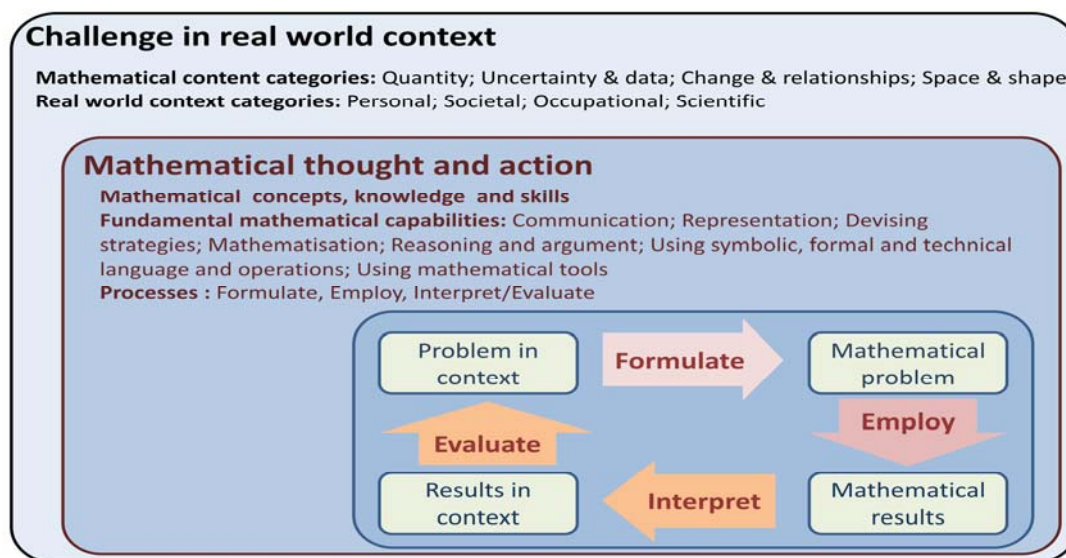 Challenge in real world context
Mathematical content categories: Quantity; Uncertainty & data; Change & relationships; Space & shape
Real world context categories: Personal; Societal; Occupational; Scientific
Mathematical thought and action
Mathematical concepts, knowledge and skills
Fundamental mathematical capabilities: Communication; Representation; Devising
strategies; Mathematisation; Reasoning and argument; Using symbolic, formal and technical
language and operations; Using mathematical tools
Processes : Formulate, Employ, Interpret/Evaluate
Problem in
context
Formulate
Mathematical
problem
Employ
Evaluate
Results in
context
Interpret
Mathematical
results